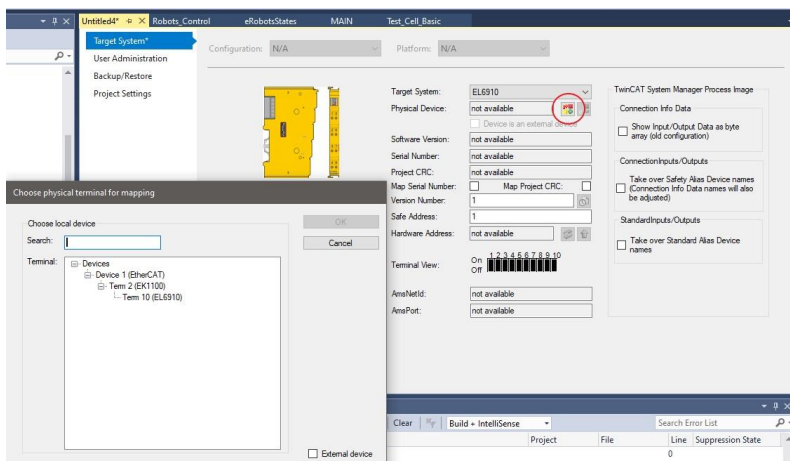 Untitled4* Robots_Control eRobotsStates MAIN Test_Cell_Basic
Target System*
User Administration
Backup/Restore
Project Settings
Configuration: N/A Platform: N/A
Target System: EL6910
Physical Device: not available
Device is an external device
Software Version: not available
Serial Number: not available
Project CRC: not available
Map Serial Number: Map Project CRC:
Version Number: 1
Safe Address: 1
Hardware Address: not available
Terminal View: On Off 1 2 3 4 5 6 7 8 9 10
AmsNetId: not available
AmsPort: not available
TwinCAT System Manager Process Image
Connection Info Data
Show Input/Output Data as byte
array (old configuration)
ConnectionInputs/Outputs
Take over Safety Alias Device names
(Connection Info Data names will also
be adjusted)
StandardInputs/Outputs
Take over Standard Alias Device
names
Choose physical terminal for mapping
Choose local device
OK
Search:
Cancel
Terminal:
Devices
Device 1 (EtherCAT)
Term 2 (EK1100)
Term 10 (EL6910)
External device
Clear Build + IntelliSense Search Error List
Project File Line Suppression State
0